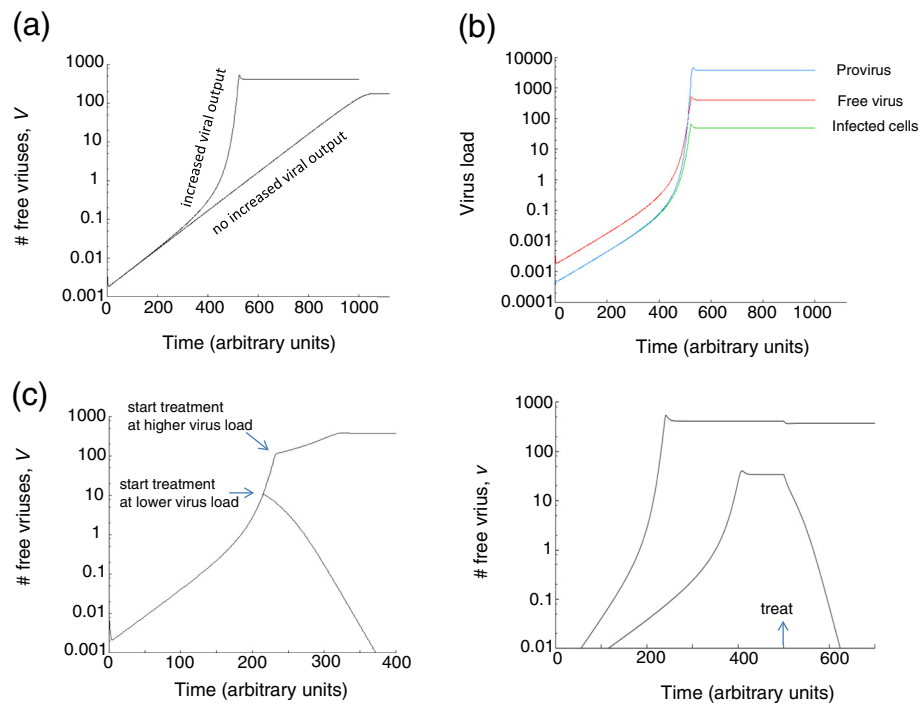 (a)
1000
100
10
1
0.1
0.01
0.001
# free vriuses, V
increased viral output
no increased viral output
0 200 400 600 800 1000
Time (arbitrary units)
(b)
10000
1000
100
10
1
0.1
0.01
0.001
0.0001
Virus load
Provirus
Free virus
Infected cells
0 200 400 600 800 1000
Time (arbitrary units)
(c)
1000
100
10
1
0.1
0.01
0.001
# free vriuses, V
start treatment
at higher virus load
start treatment
at lower virus load
0 100 200 300 400
Time (arbitrary units)
1000
100
10
1
0.1
0.01
# free vrius, v
treat
0 200 400 600
Time (arbitrary units)